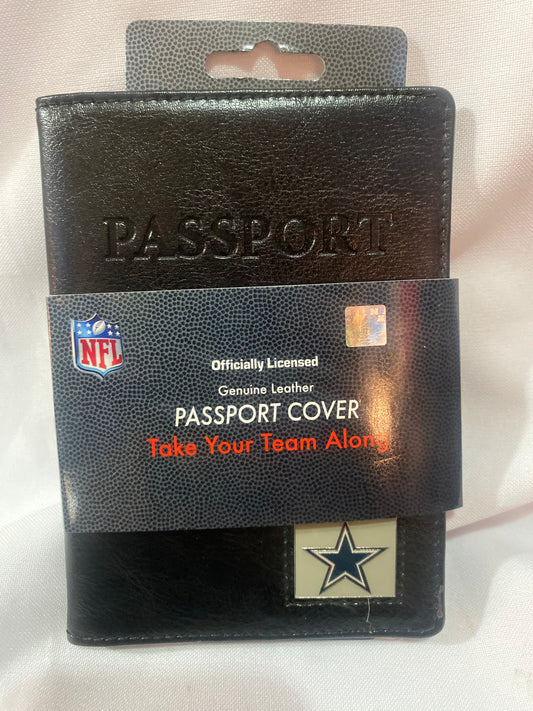 PASSPORT
NFL
Officially Licensed
Genuine Leather
PASSPORT COVER
Take Your Team Along